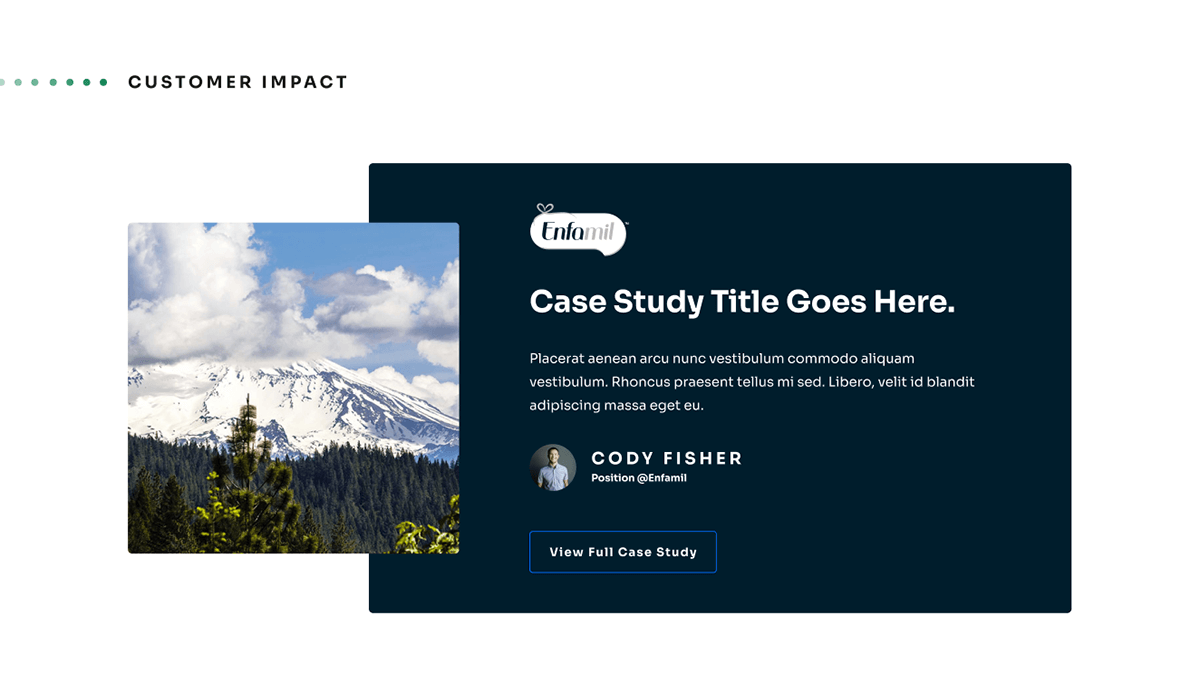 CUSTOMER IMPACT
Enfamil
Case Study Title Goes Here.
Placerat aenean arcu nunc vestibulum commodo aliquam
vestibulum. Rhoncus praesent tellus mi sed. Libero, velit id blandit
adipiscing massa eget eu.
CODY FISHER
Position @Enfamil
View Full Case Study